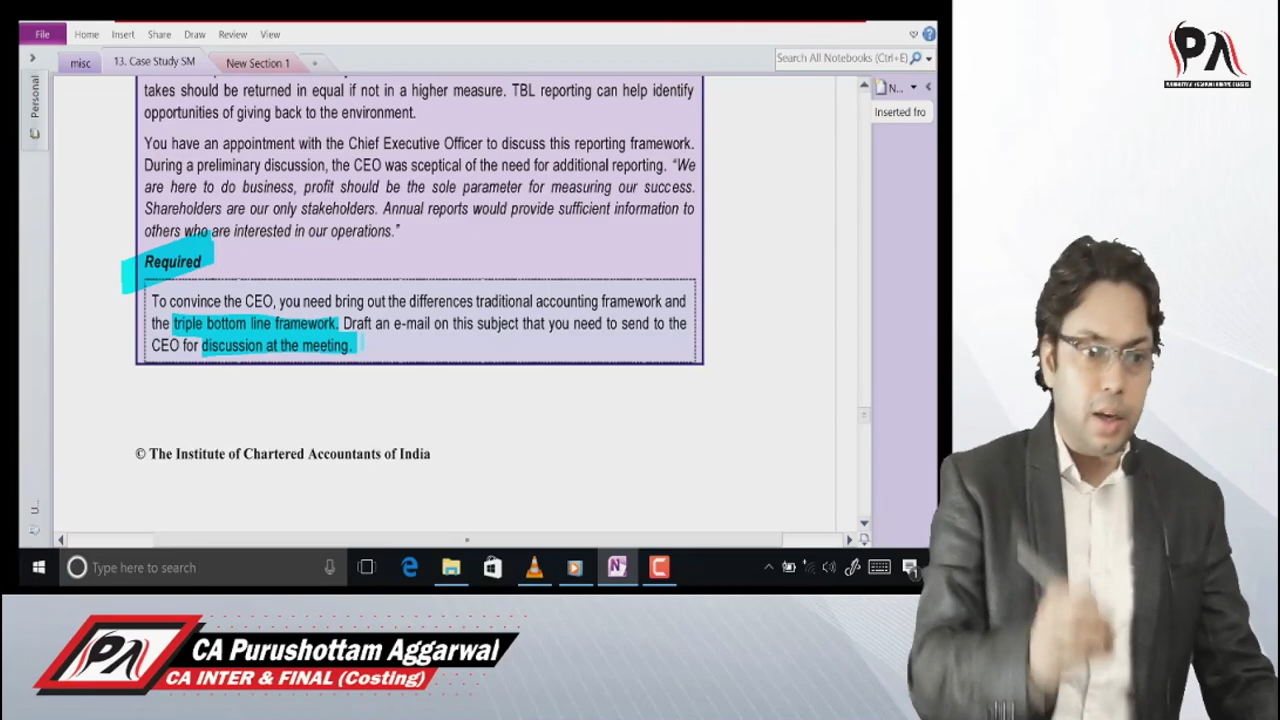 File Home Insert Share Draw Review View
misc 13. Case Study SM New Section 1 +
Search All Notebooks (Ctrl+E)
Personal
N...
Inserted fro
takes should be returned in equal if not in a higher measure. TBL reporting can help identify
opportunities of giving back to the environment.
You have an appointment with the Chief Executive Officer to discuss this reporting framework.
During a preliminary discussion, the CEO was sceptical of the need for additional reporting. “We
are here to do business, profit should be the sole parameter for measuring our success.
Shareholders are our only stakeholders. Annual reports would provide sufficient information to
others who are interested in our operations.”
Required
To convince the CEO, you need bring out the differences traditional accounting framework and
the triple bottom line framework. Draft an e-mail on this subject that you need to send to the
CEO for discussion at the meeting.
© The Institute of Chartered Accountants of India
U...
Type here to search
1
PA
PA
CA Purushottam Aggarwal
CA INTER & FINAL (Costing)